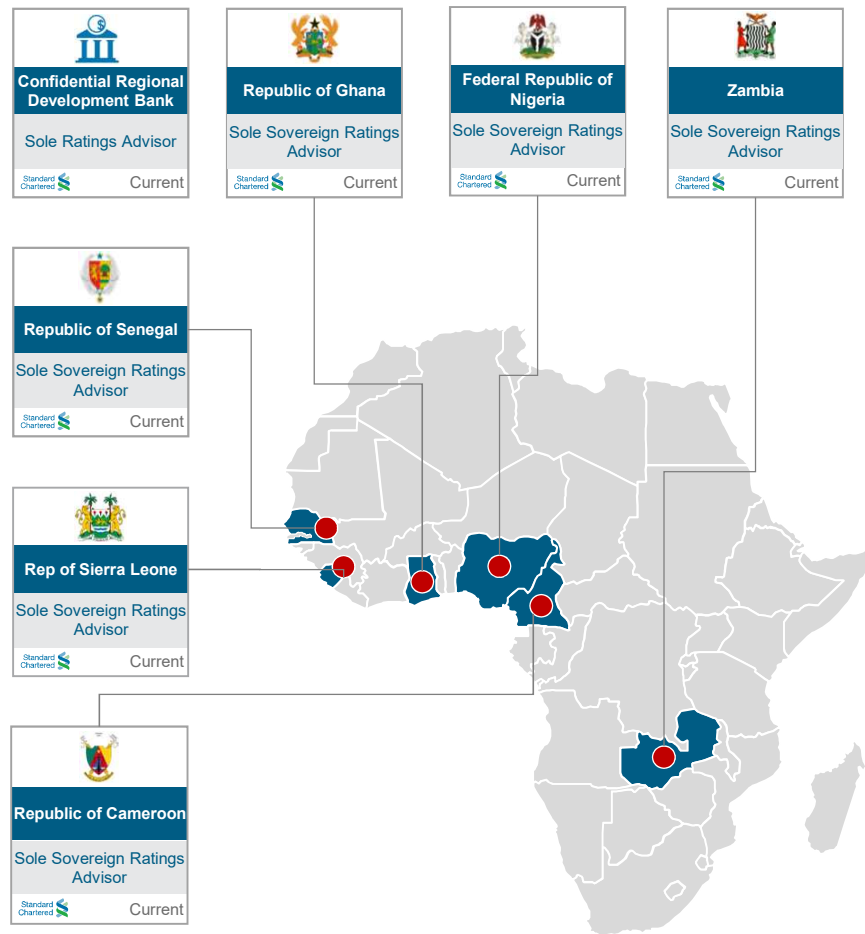 Confidential Regional
Development Bank
Sole Ratings Advisor
Standard
Chartered
Current
Republic of Ghana
Sole Sovereign Ratings
Advisor
Standard
Chartered
Current
Federal Republic of
Nigeria
Sole Sovereign Ratings
Advisor
Standard
Chartered
Current
Zambia
Sole Sovereign Ratings
Advisor
Standard
Chartered
Current
Republic of Senegal
Sole Sovereign Ratings
Advisor
Standard
Chartered
Current
Rep of Sierra Leone
Sole Sovereign Ratings
Advisor
Standard
Chartered
Current
Republic of Cameroon
Sole Sovereign Ratings
Advisor
Standard
Chartered
Current